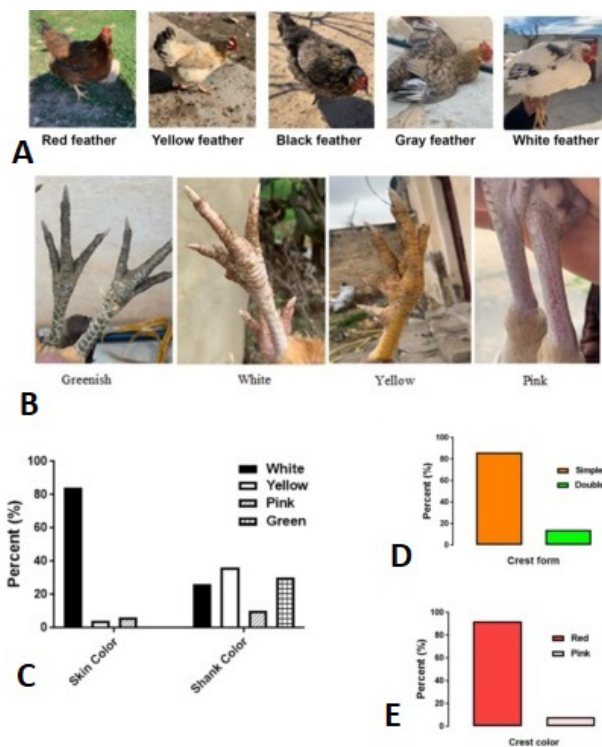 Red feather
Yellow feather
Black feather
Gray feather
White feather
A
Greenish
White
Yellow
Pink
B
100
80
60
40
20
0
Percent (%)
White
Yellow
Pink
Green
Skin Color
Shank Color
C
100
80
60
40
20
0
Percent (%)
Simple
Double
Crest form
D
100
80
60
40
20
0
Percent (%)
Red
Pink
Crest color
E